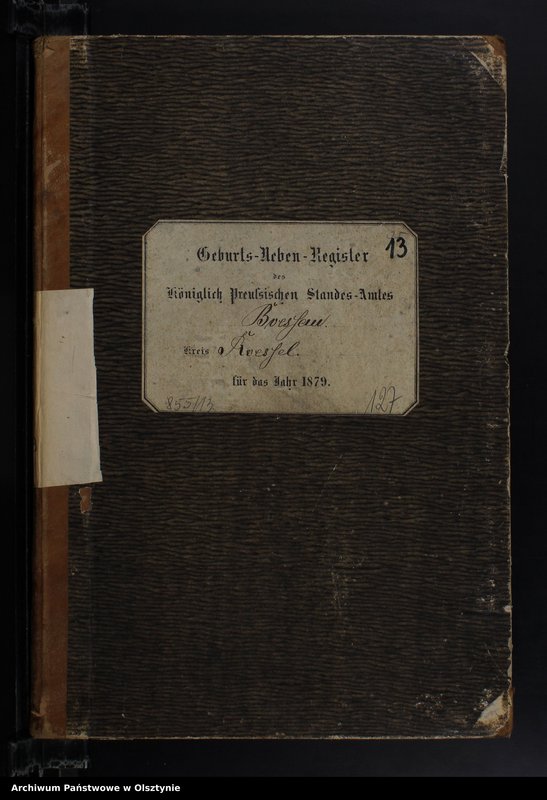 Geburts-Neben-Register 13
des
Königlich Preußischen Standes-Amtes
Boessau
Kreis Roessel.
für das Jahr 1879.
855/13 127
Archiwum Państwowe w Olsztynie